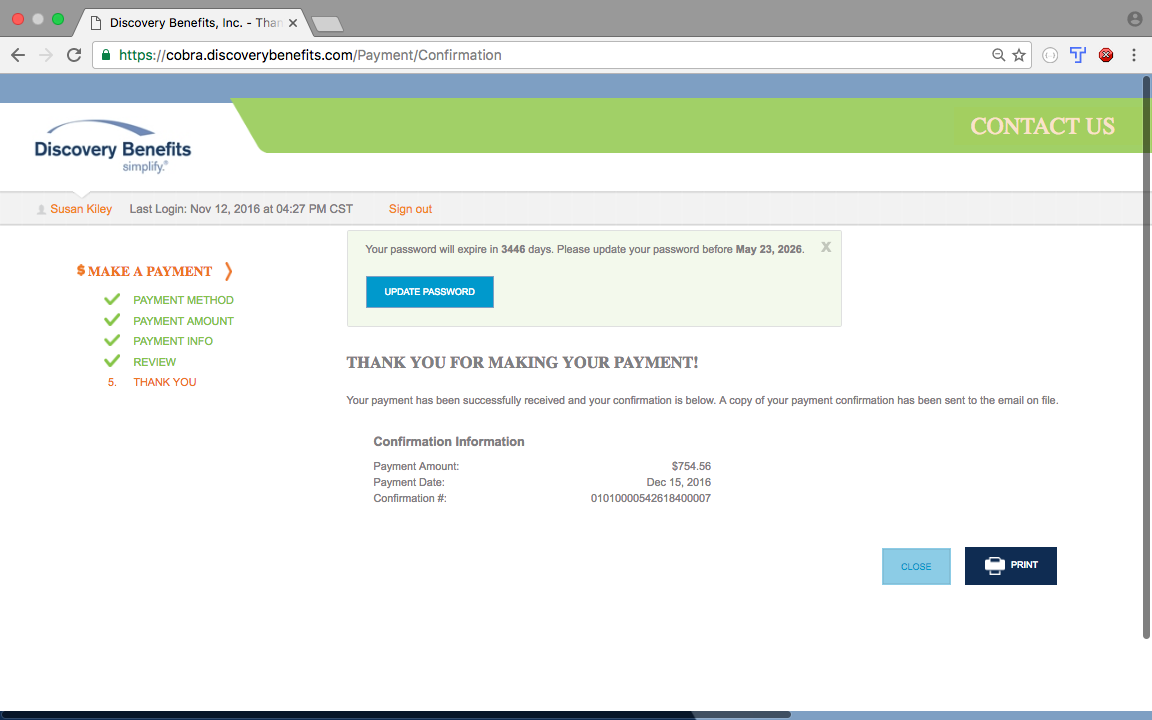 Discovery Benefits, Inc. - Than
https://cobra.discoverybenefits.com/Payment/Confirmation
CONTACT US
Discovery Benefits
simplify.®
Susan Kiley Last Login: Nov 12, 2016 at 04:27 PM CST Sign out
Your password will expire in 3446 days. Please update your password before May 23, 2026. X
UPDATE PASSWORD
$ MAKE A PAYMENT
PAYMENT METHOD
PAYMENT AMOUNT
PAYMENT INFO
REVIEW
5. THANK YOU
THANK YOU FOR MAKING YOUR PAYMENT!
Your payment has been successfully received and your confirmation is below. A copy of your payment confirmation has been sent to the email on file.
Confirmation Information
Payment Amount: $754.56
Payment Date: Dec 15, 2016
Confirmation #: 01010000542618400007
CLOSE
PRINT